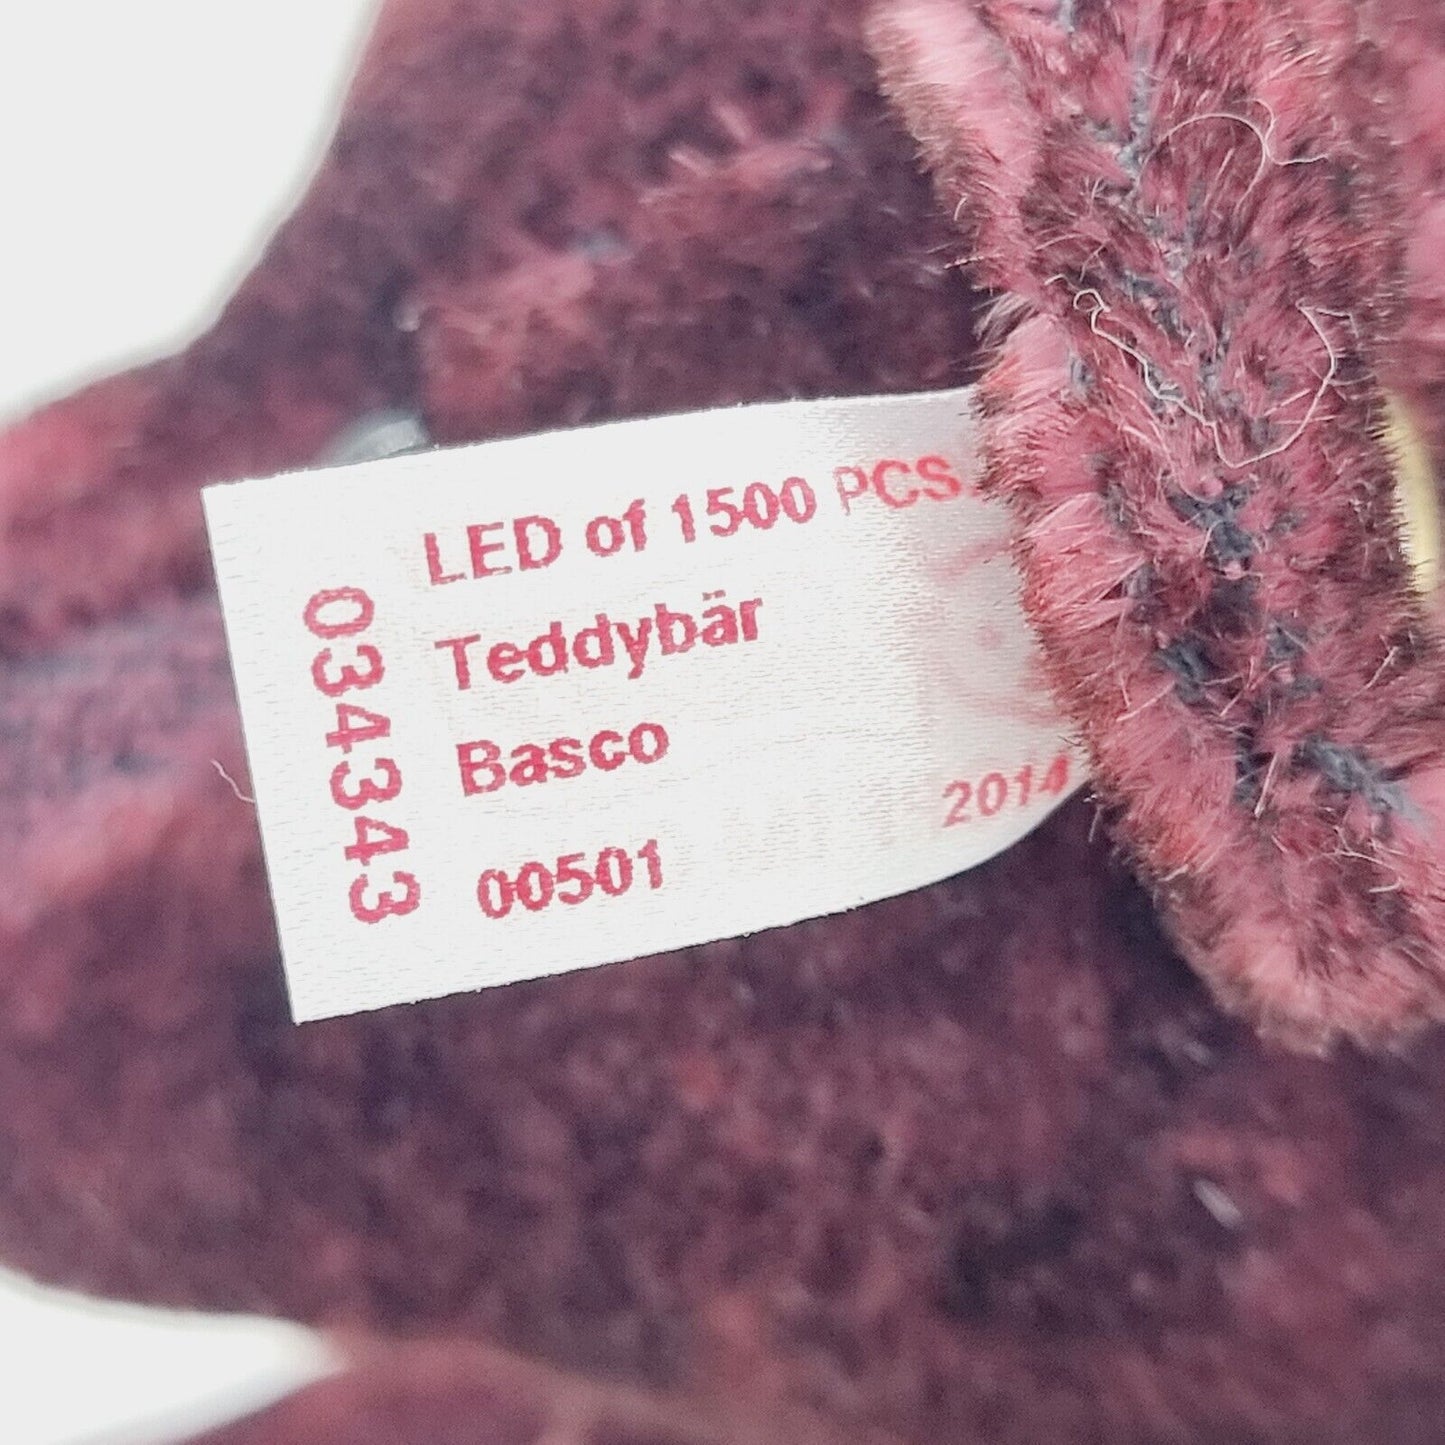 LED of 1500 PCS.
Teddybär
Basco
00501
2014
034343